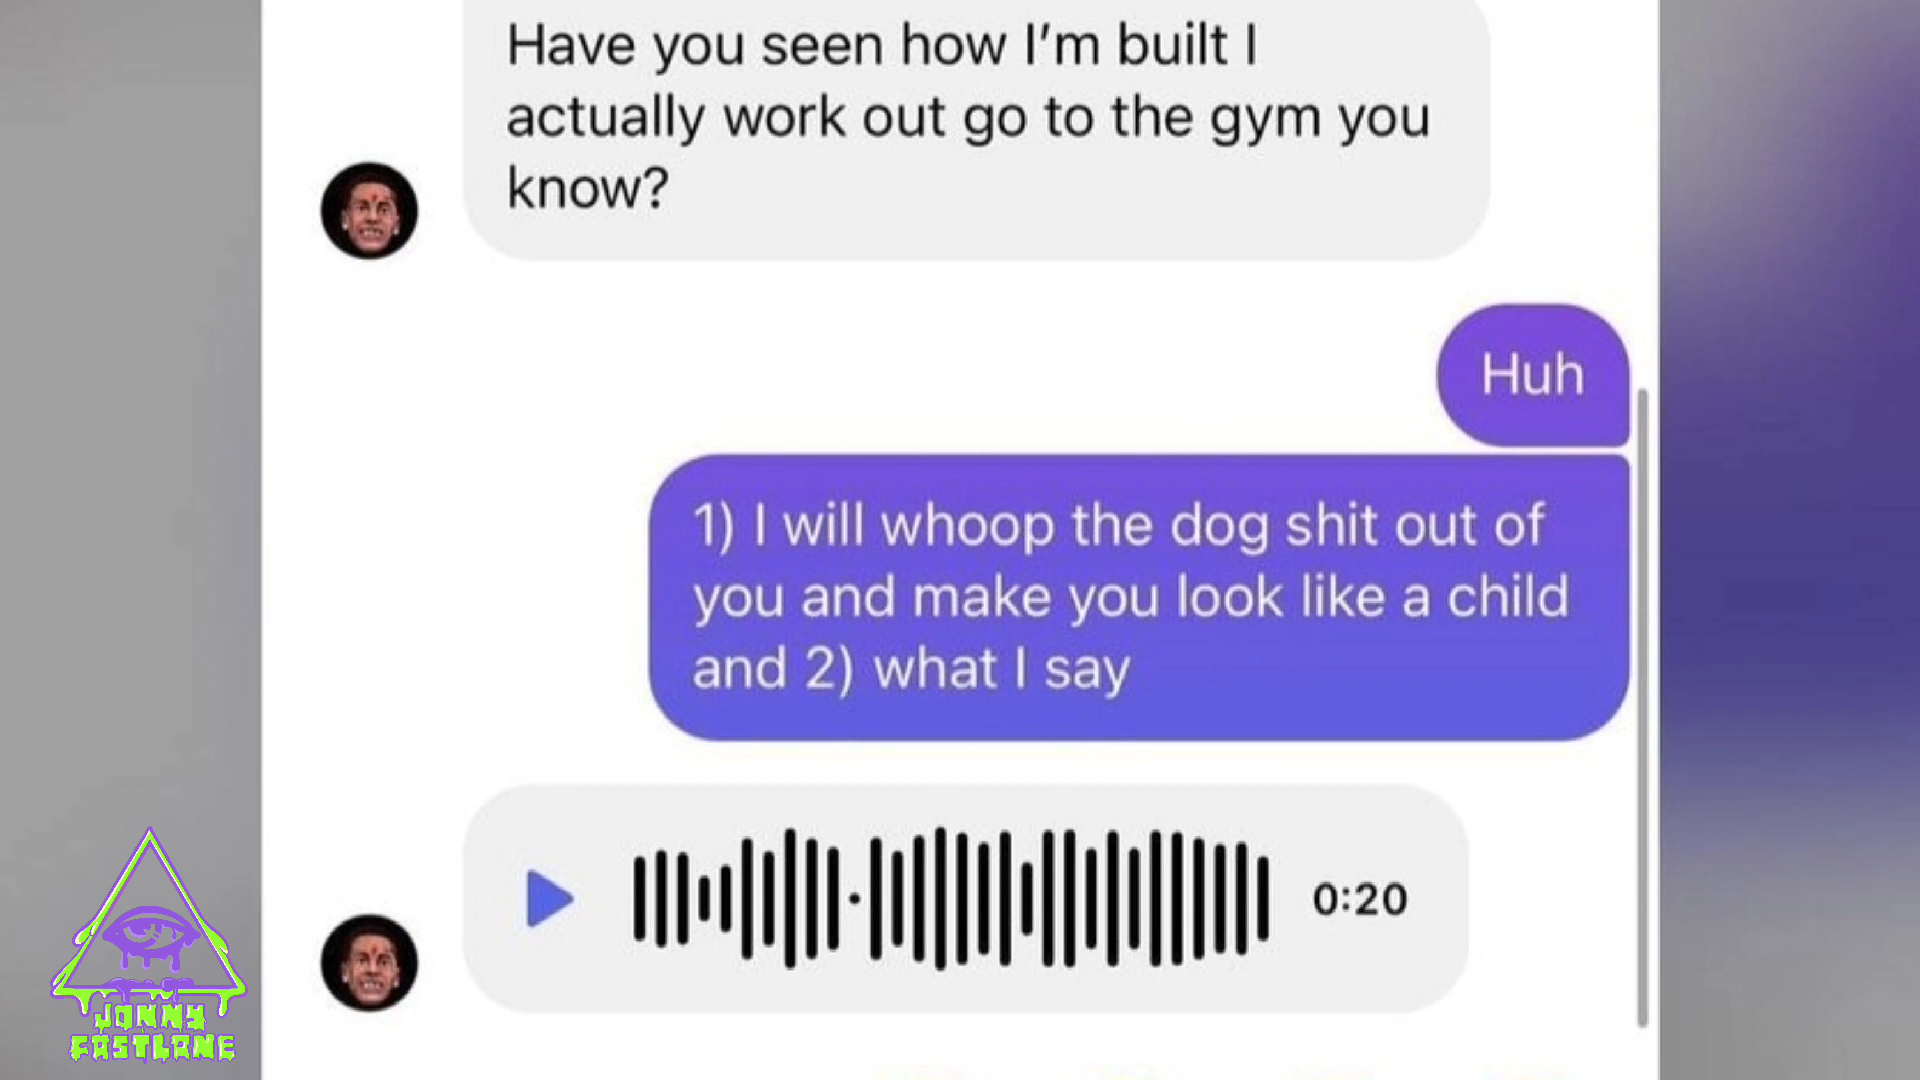 Have you seen how I'm built I
actually work out go to the gym you
know?
Huh
1) I will whoop the dog shit out of
you and make you look like a child
and 2) what I say
0:20
JONNY
FASTLANE